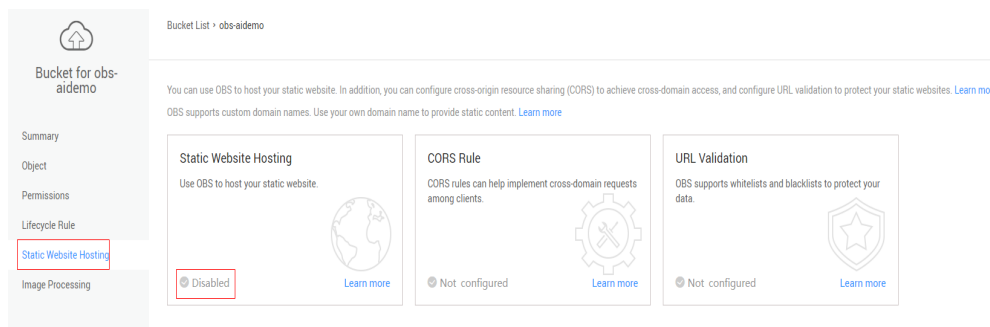 Bucket List > obs-aidemo
Bucket for obs-
aidemo
Summary
Object
Permissions
Lifecycle Rule
Static Website Hosting
Image Processing
You can use OBS to host your static website. In addition, you can configure cross-origin resource sharing (CORS) to achieve cross-domain access, and configure URL validation to protect your static websites. Learn mo
OBS supports custom domain names. Use your own domain name to provide static content. Learn more
Static Website Hosting
Use OBS to host your static website.
Disabled
Learn more
CORS Rule
CORS rules can help implement cross-domain requests
among clients.
Not configured
Learn more
URL Validation
OBS supports whitelists and blacklists to protect your
data.
Not configured
Learn more